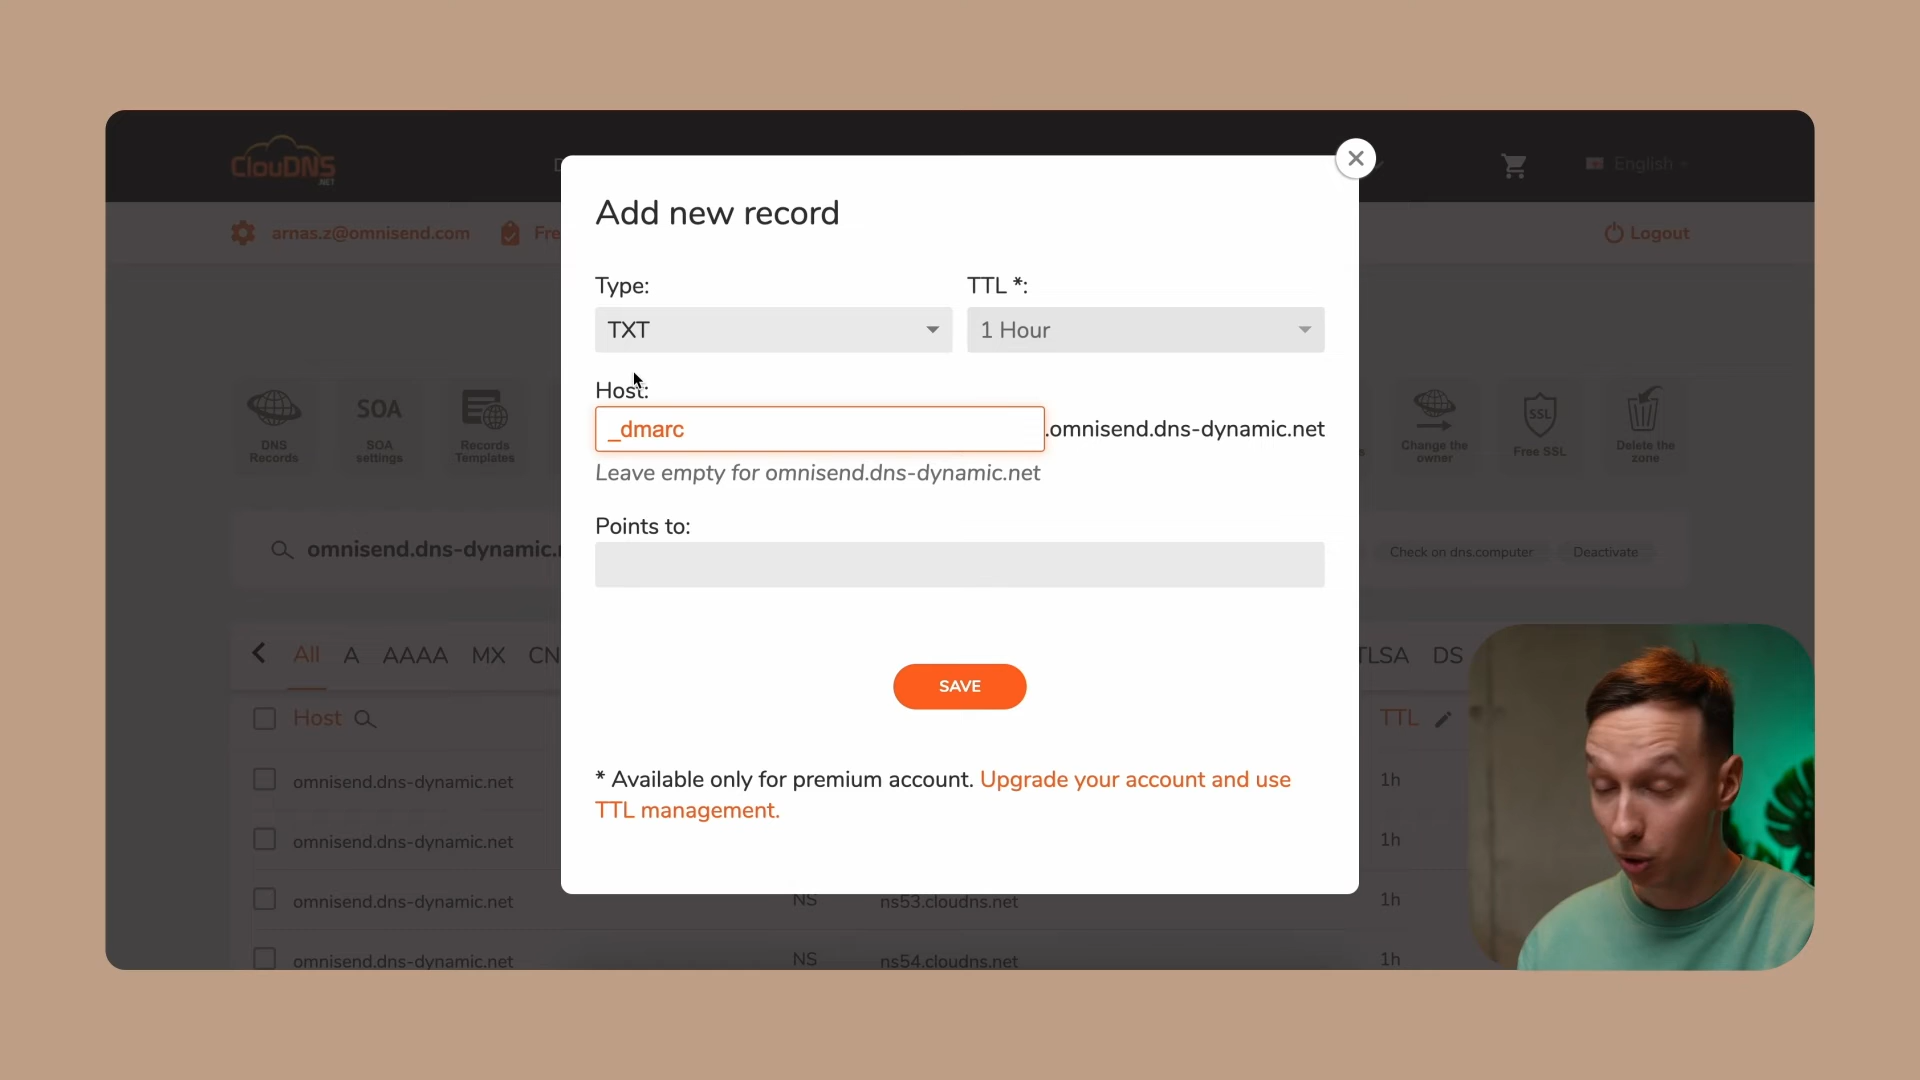 ClouDNS
.NET
English
arnas.z@omnisend.com
Fre
Logout
Add new record
Type:
TTL *:
TXT
1 Hour
Host:
_dmarc
.omnisend.dns-dynamic.net
Leave empty for omnisend.dns-dynamic.net
Points to:
SAVE
* Available only for premium account. Upgrade your account and use
TTL management.
DNS
Records
SOA
SOA
settings
Records
Templates
Change the
owner
SSL
Free SSL
Delete the
zone
omnisend.dns-dynamic.
Check on dns.computer
Deactivate
All
A
AAAA
MX
CN
TLSA
DS
Host
TTL
omnisend.dns-dynamic.net
1h
omnisend.dns-dynamic.net
1h
omnisend.dns-dynamic.net
NS
ns53.cloudns.net
1h
omnisend.dns-dynamic.net
NS
ns54.cloudns.net
1h